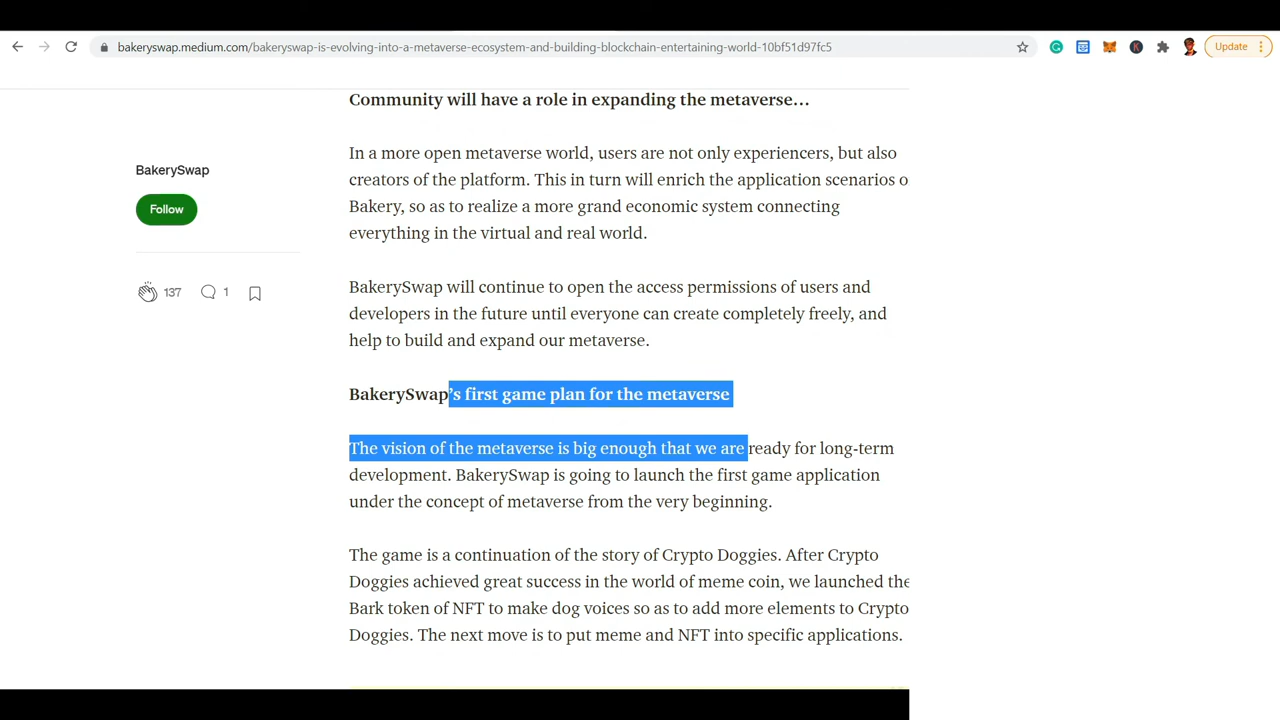 bakeryswap.medium.com/bakeryswap-is-evolving-into-a-metaverse-ecosystem-and-building-blockchain-entertaining-world-10bf51d97fc5
Update
Community will have a role in expanding the metaverse…
In a more open metaverse world, users are not only experiencers, but also
creators of the platform. This in turn will enrich the application scenarios o
Bakery, so as to realize a more grand economic system connecting
everything in the virtual and real world.
BakerySwap
Follow
137
1
BakerySwap will continue to open the access permissions of users and
developers in the future until everyone can create completely freely, and
help to build and expand our metaverse.
BakerySwap’s first game plan for the metaverse
The vision of the metaverse is big enough that we are ready for long-term
development. BakerySwap is going to launch the first game application
under the concept of metaverse from the very beginning.
The game is a continuation of the story of Crypto Doggies. After Crypto
Doggies achieved great success in the world of meme coin, we launched the
Bark token of NFT to make dog voices so as to add more elements to Crypto
Doggies. The next move is to put meme and NFT into specific applications.